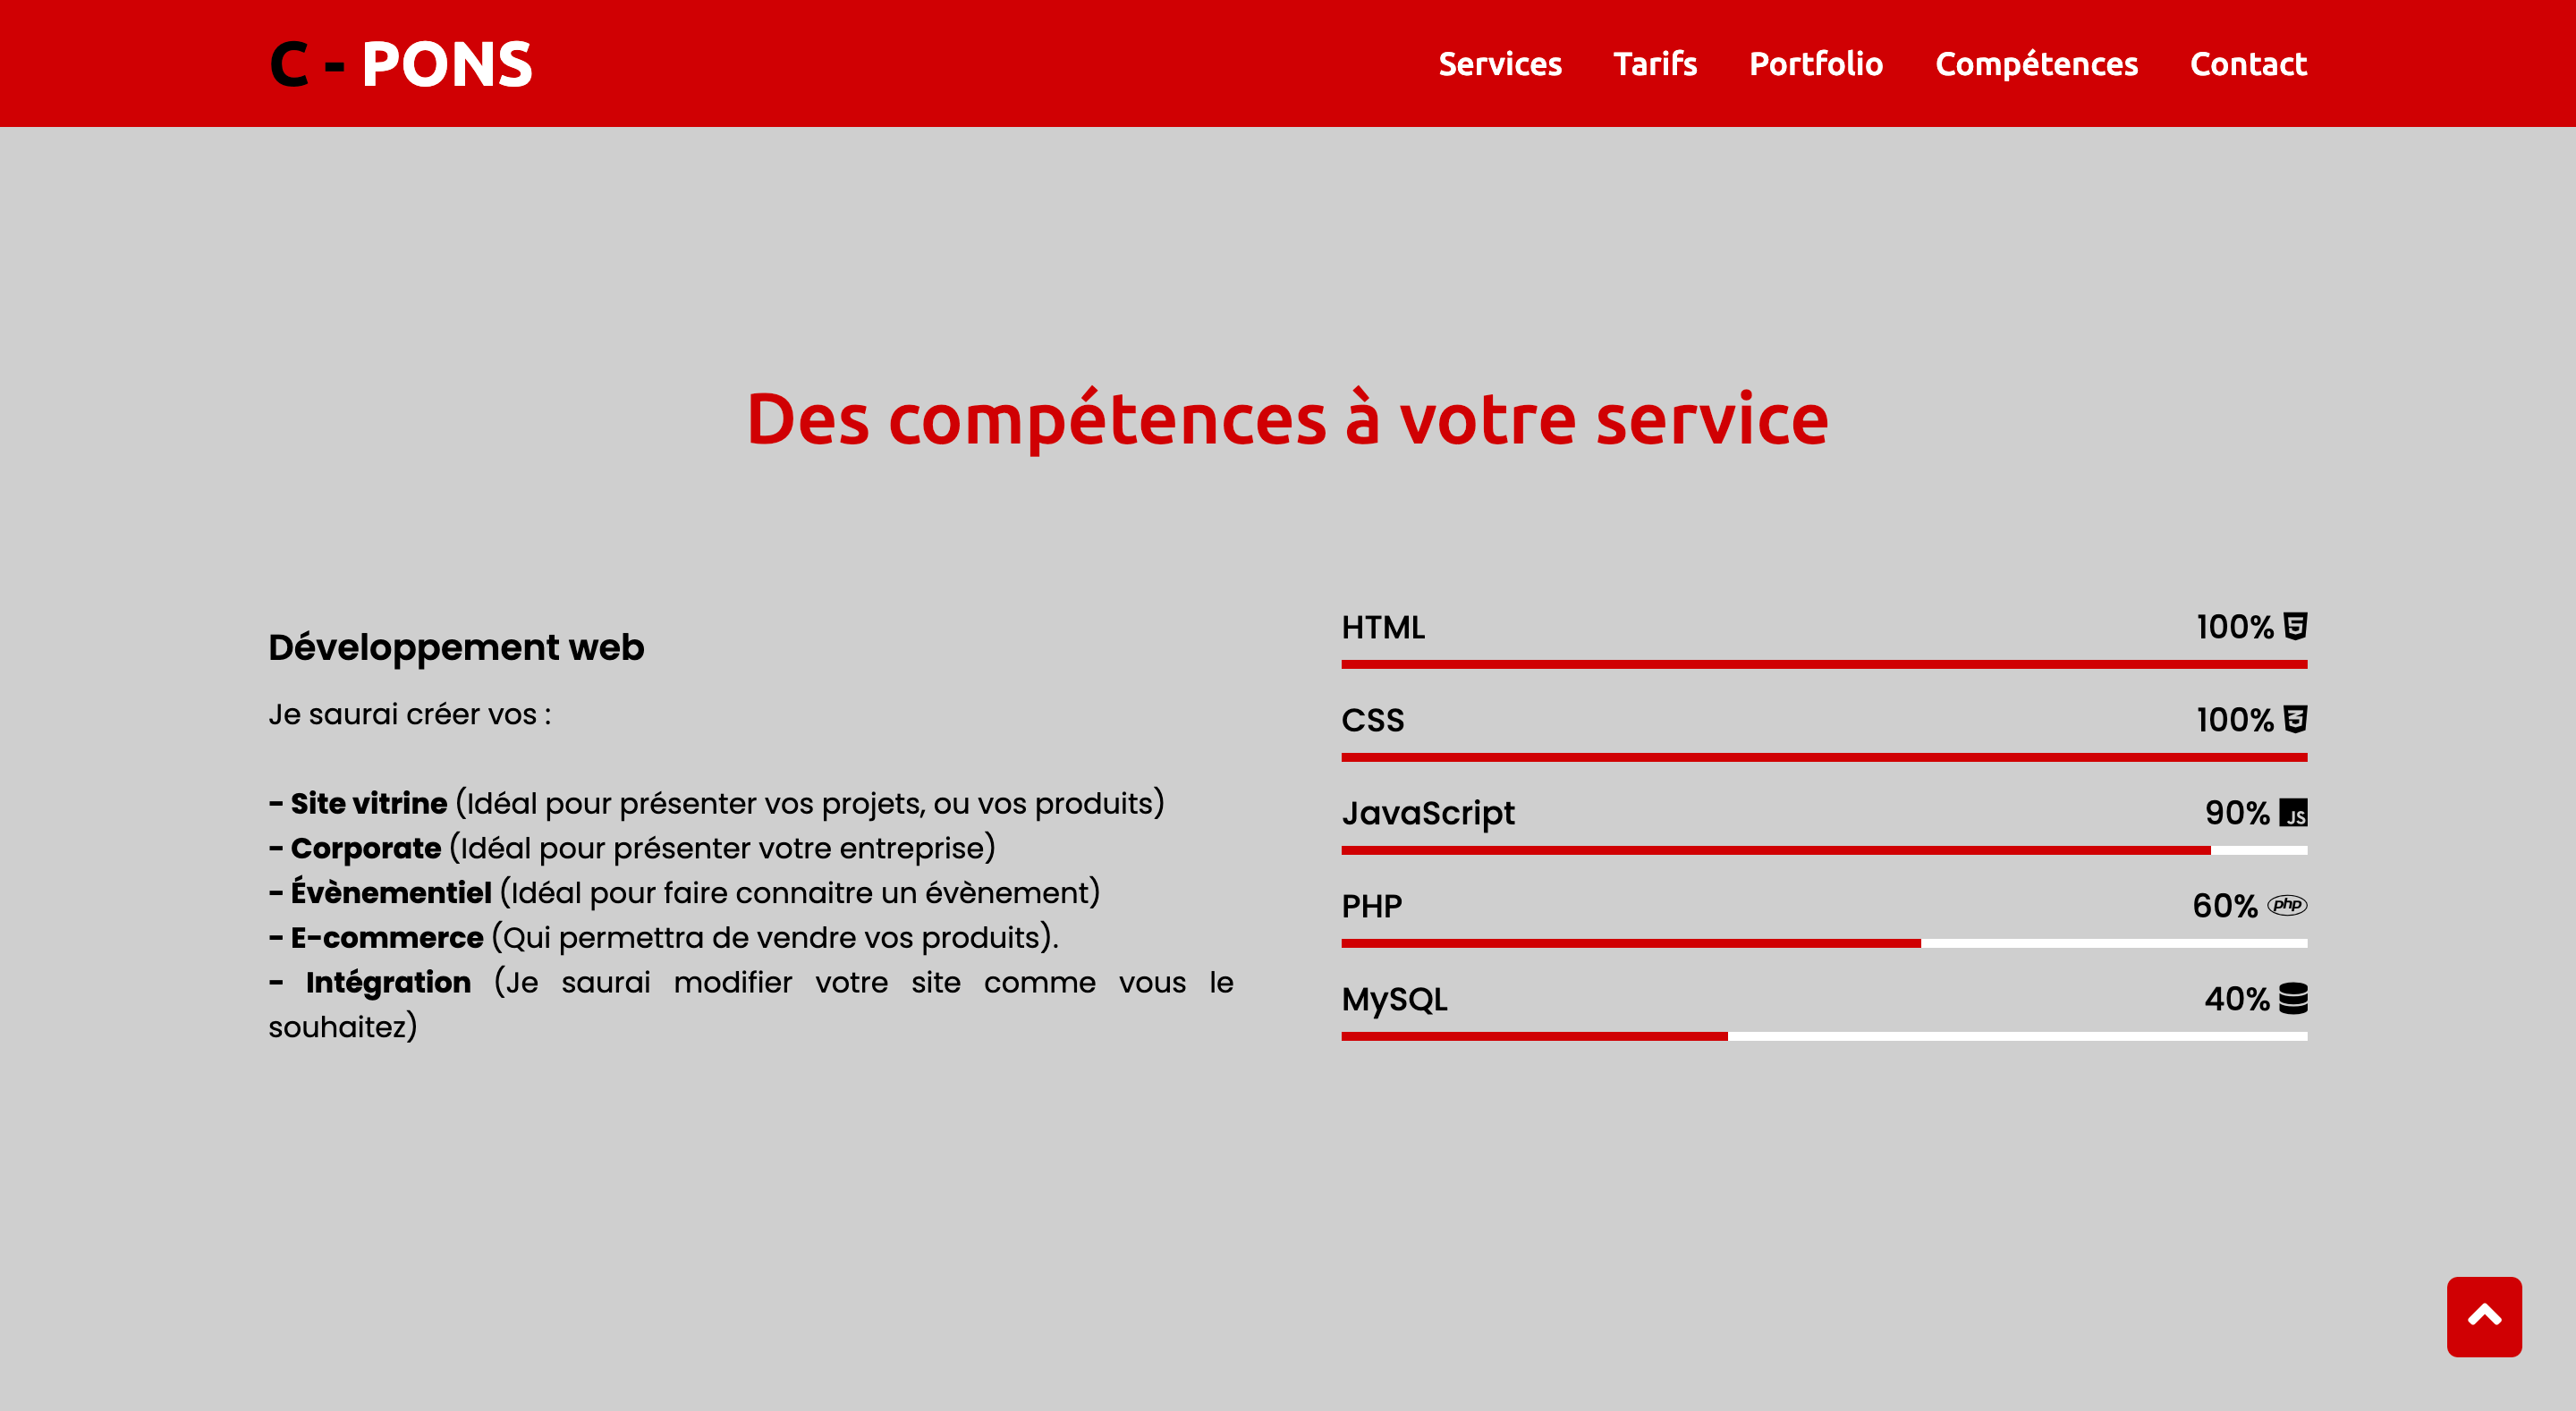 C - PONS
Services Tarifs Portfolio Compétences Contact
Des compétences à votre service
Développement web
Je saurai créer vos :
- Site vitrine (Idéal pour présenter vos projets, ou vos produits)
- Corporate (Idéal pour présenter votre entreprise)
- Évènementiel (Idéal pour faire connaitre un évènement)
- E-commerce (Qui permettra de vendre vos produits).
- Intégration (Je saurai modifier votre site comme vous le
souhaitez)
HTML 100%
CSS 100%
JavaScript 90% JS
PHP 60% php
MySQL 40%